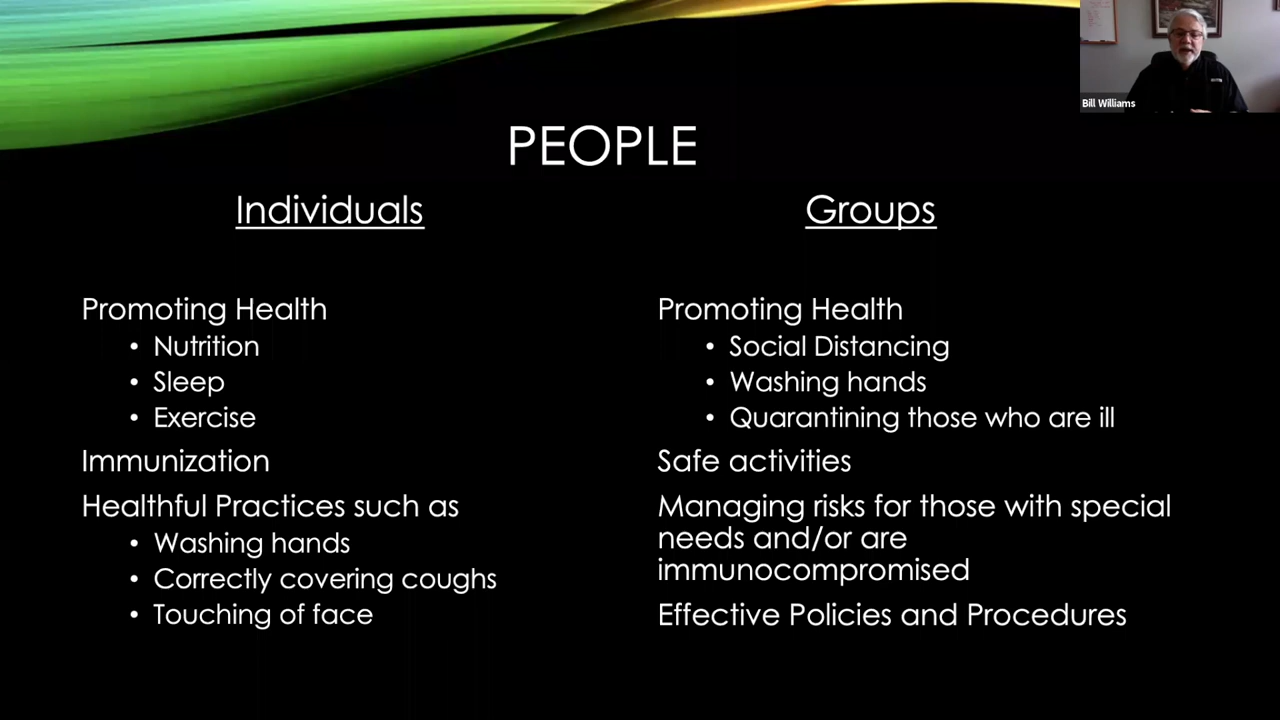 Bill Williams
PEOPLE
Individuals
Promoting Health
• Nutrition
• Sleep
• Exercise
Immunization
Healthful Practices such as
• Washing hands
• Correctly covering coughs
• Touching of face
Groups
Promoting Health
• Social Distancing
• Washing hands
• Quarantining those who are ill
Safe activities
Managing risks for those with special
needs and/or are
immunocompromised
Effective Policies and Procedures